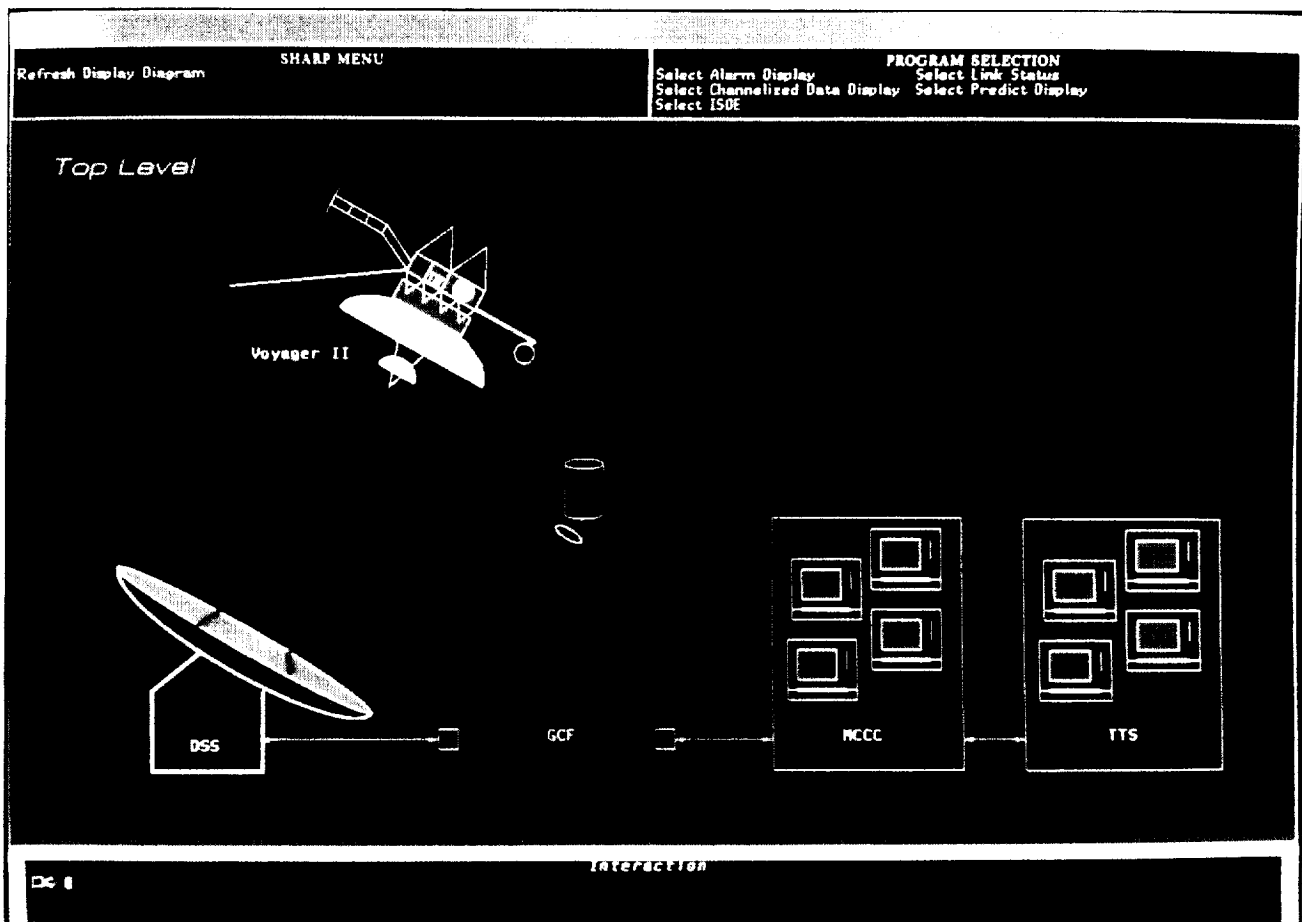 SHARP MENU
Refresh Display Diagram
PROGRAM SELECTION
Select Alarm Display Select Link Status
Select Channelized Data Display Select Predict Display
Select ISOE
Top Level
Voyager II
DSS
GCF
MCCC
TTS
Interaction